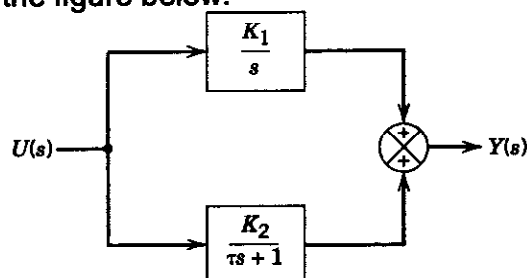 the figure below.
K₁
s
U(s)
+
+
Y(s)
K₂
τs + 1